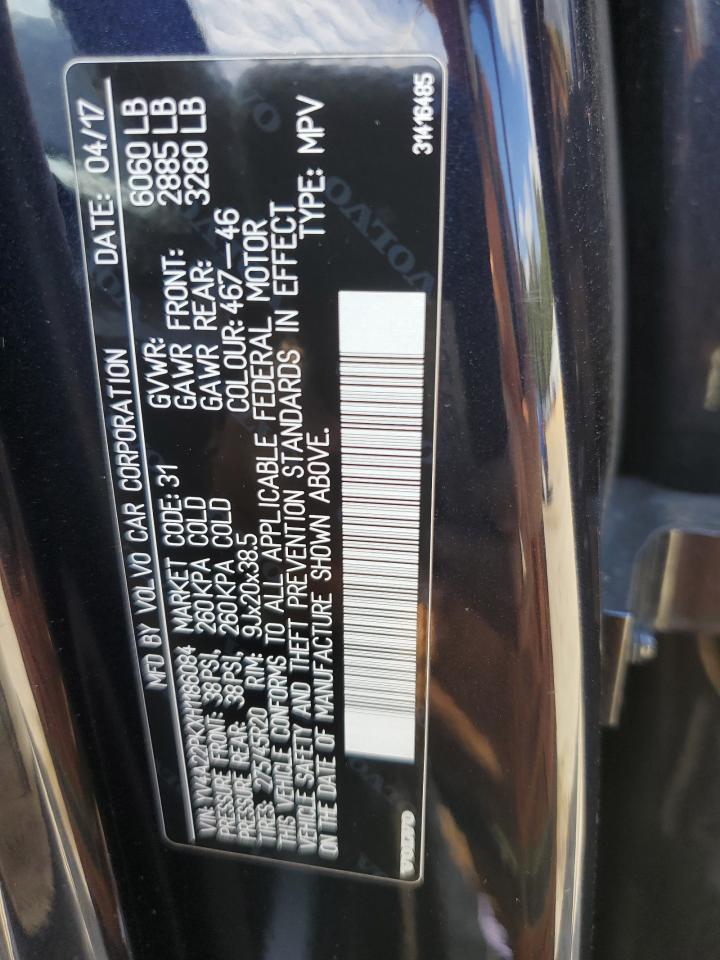 MFD BY VOLVO CAR CORPORATION DATE: 04/17
VIN: YV4A22PKXH1186084 MARKET CODE: 31 GVWR: 6060 LB
PRESSURE FRONT: 38PSI, 260KPA COLD GAWR FRONT: 2885 LB
PRESSURE REAR: 38PSI, 260KPA COLD GAWR REAR: 3280 LB
TIRES: 275/45R20 RIM: 9Jx20x38.5 COLOUR: 467-46
THIS VEHICLE CONFORMS TO ALL APPLICABLE FEDERAL MOTOR
VEHICLE SAFETY AND THEFT PREVENTION STANDARDS IN EFFECT
ON THE DATE OF MANUFACTURE SHOWN ABOVE. TYPE: MPV
VOLVO 31416485